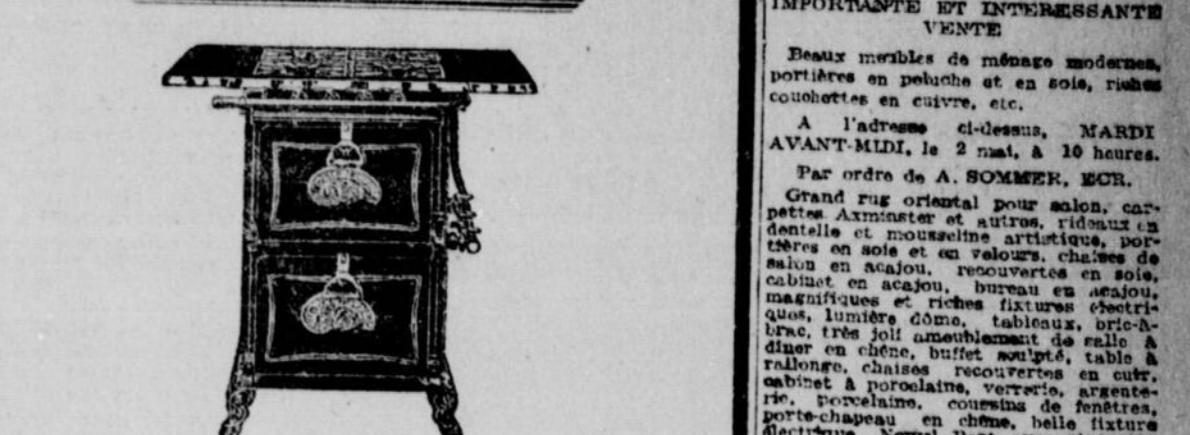 IMPORTANTE ET INTERESSANTE
VENTE
Beaux meubles de ménage modernes,
portières en peluche et en soie, riches
couchettes en cuivre, etc.
A l'adresse ci-dessus, MARDI
AVANT-MIDI, le 2 mai, à 10 heures.
Par ordre de A. SOMMER, ECR.
Grand rug oriental pour salon, car-
pettes Axminster et autres, rideaux en
dentelle et mousseline artistique, por-
tières en soie et en velours, chaises de
salon en acajou, recouvertes en soie,
cabinet en acajou, bureau en acajou,
magnifiques et riches fixtures électri-
ques, lumière dôme, tableaux, bric-à-
brac, très joli ameublement de salle à
diner en chêne, buffet sculpté, table à
rallonge, chaises recouvertes en cuir,
cabinet à porcelaine, verrerie, argente-
rie, porcelaine, coussins de fenêtres,
porte-chapeau en chêne, belle fixture
électrique,